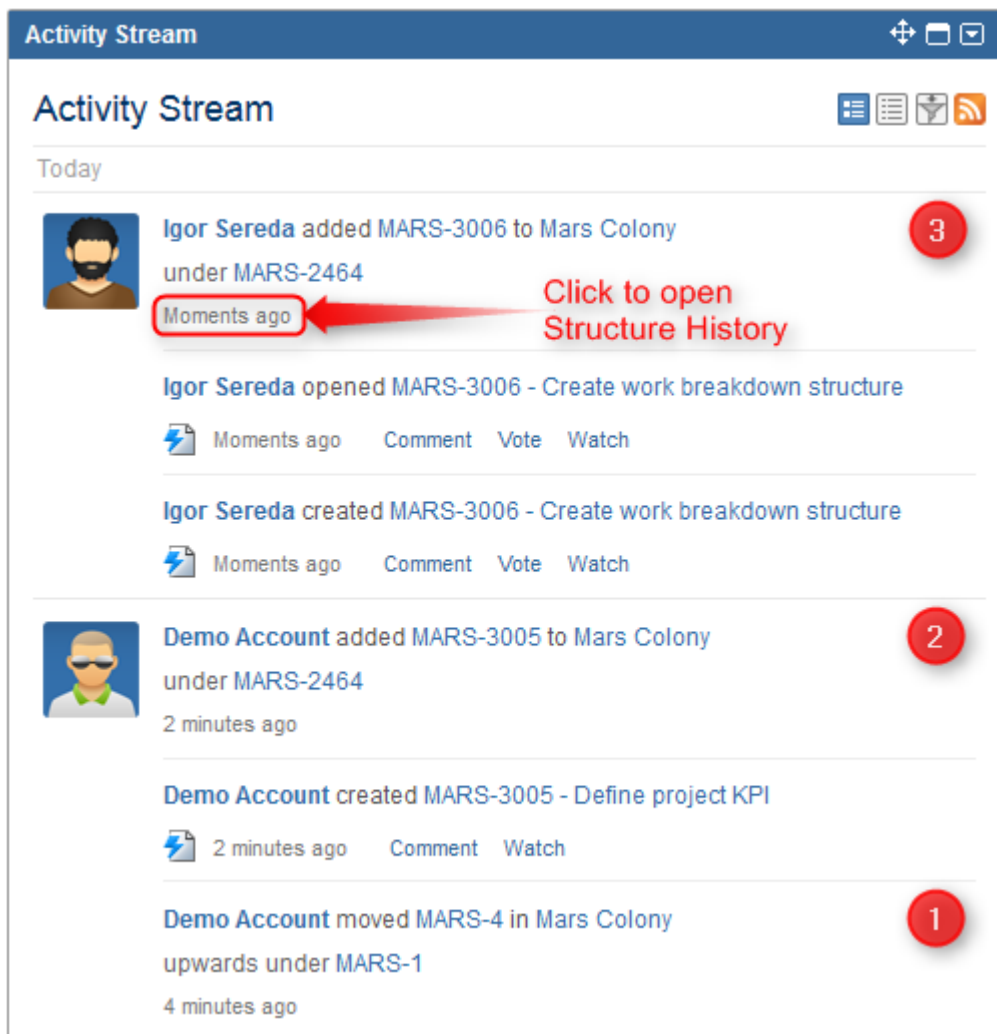 Activity Stream
Activity Stream
Today
Igor Sereda added MARS-3006 to Mars Colony
3
under MARS-2464
Moments ago
Click to open
Structure History
Igor Sereda opened MARS-3006 - Create work breakdown structure
Moments ago Comment Vote Watch
Igor Sereda created MARS-3006 - Create work breakdown structure
Moments ago Comment Vote Watch
Demo Account added MARS-3005 to Mars Colony
2
under MARS-2464
2 minutes ago
Demo Account created MARS-3005 - Define project KPI
2 minutes ago Comment Watch
Demo Account moved MARS-4 in Mars Colony
1
upwards under MARS-1
4 minutes ago